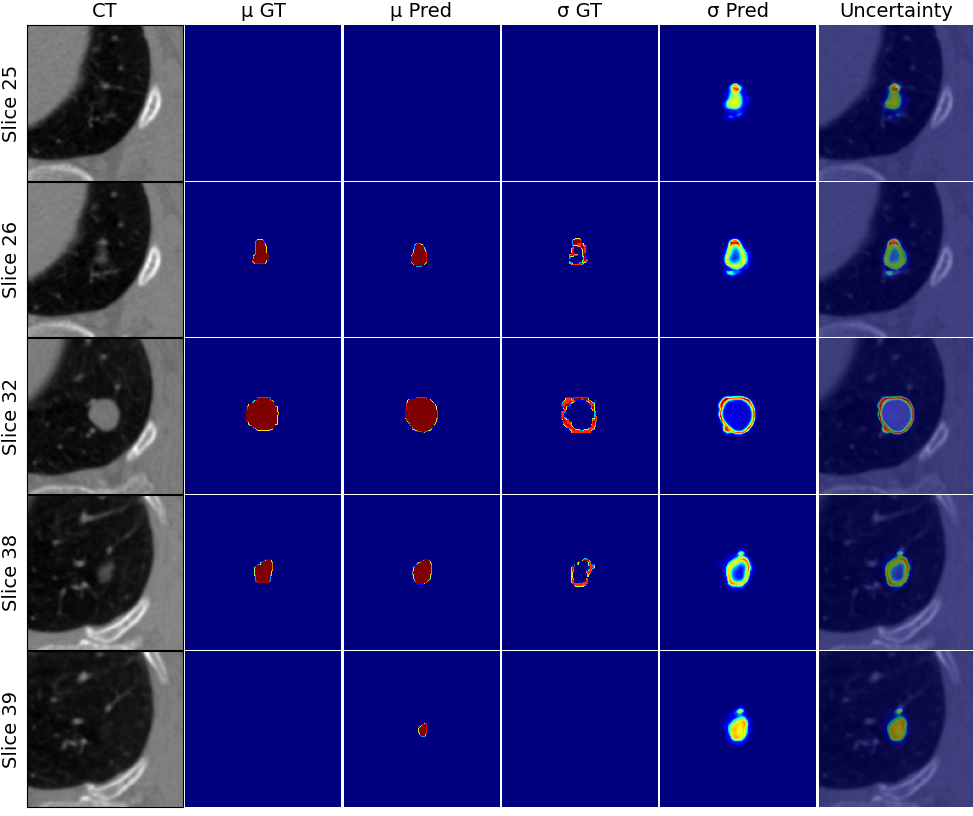 CT μ GT μ Pred σ GT σ Pred Uncertainty
Slice 25
Slice 26
Slice 32
Slice 38
Slice 39